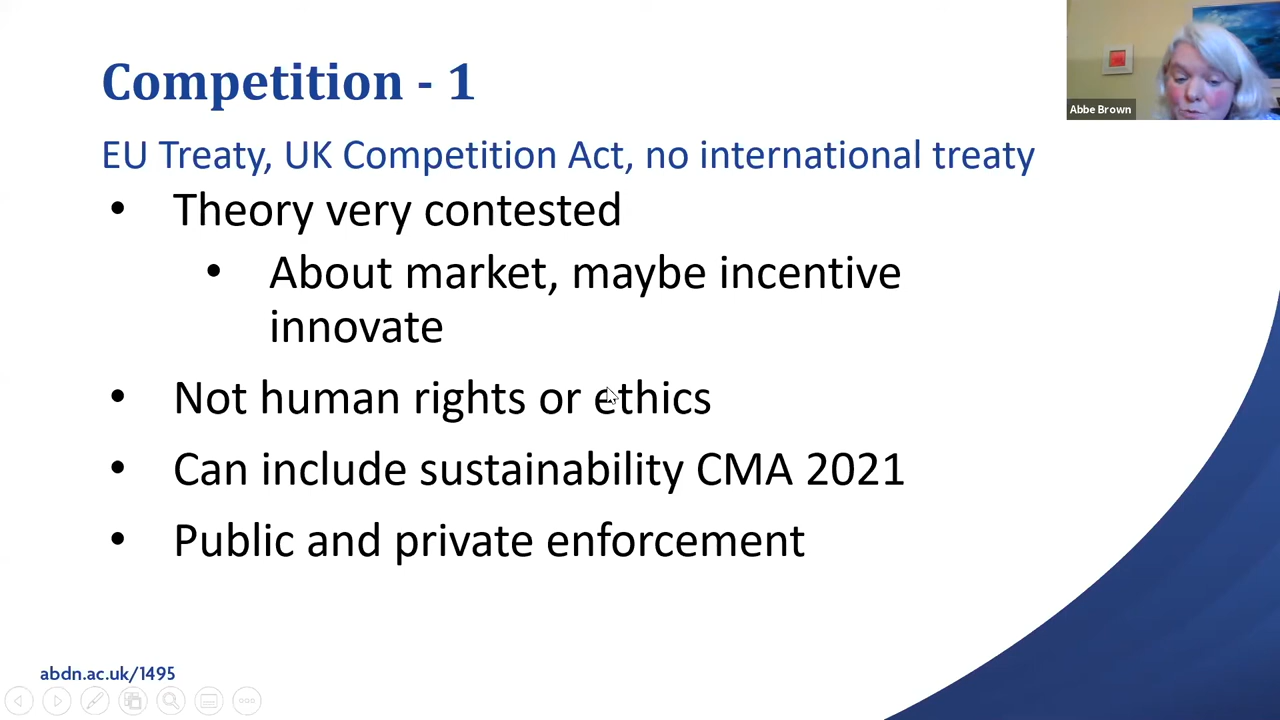 Competition - 1
EU Treaty, UK Competition Act, no international treaty
• Theory very contested
• About market, maybe incentive
innovate
• Not human rights or ethics
• Can include sustainability CMA 2021
• Public and private enforcement
abdn.ac.uk/1495
Abbe Brown